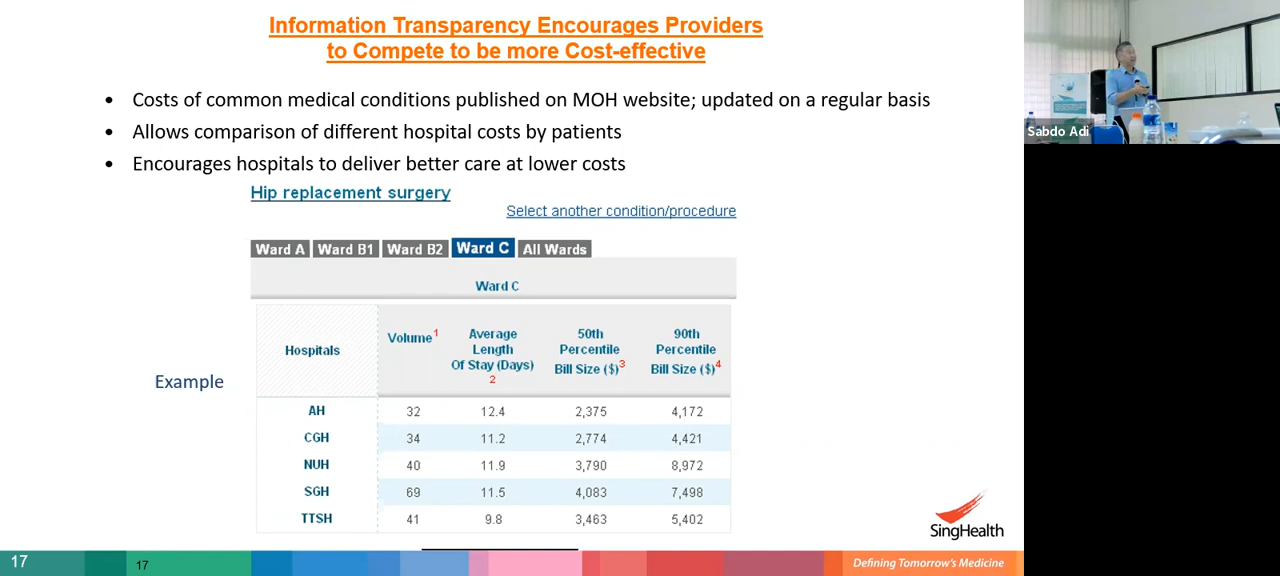 Information Transparency Encourages Providers
to Compete to be more Cost-effective
• Costs of common medical conditions published on MOH website; updated on a regular basis
• Allows comparison of different hospital costs by patients
• Encourages hospitals to deliver better care at lower costs
Hip replacement surgery
Select another condition/procedure
Ward A Ward B1 Ward B2 Ward C All Wards
Ward C
Hospitals
Volume 1
Average
Length
Of Stay (Days)
2
50th
Percentile
Bill Size ($) 3
90th
Percentile
Bill Size ($) 4
Example
AH 32 12.4 2,375 4,172
CGH 34 11.2 2,774 4,421
NUH 40 11.9 3,790 8,972
SGH 69 11.5 4,083 7,498
TTSH 41 9.8 3,463 5,402
SingHealth
17
17
Defining Tomorrow's Medicine
Sabdo Adi